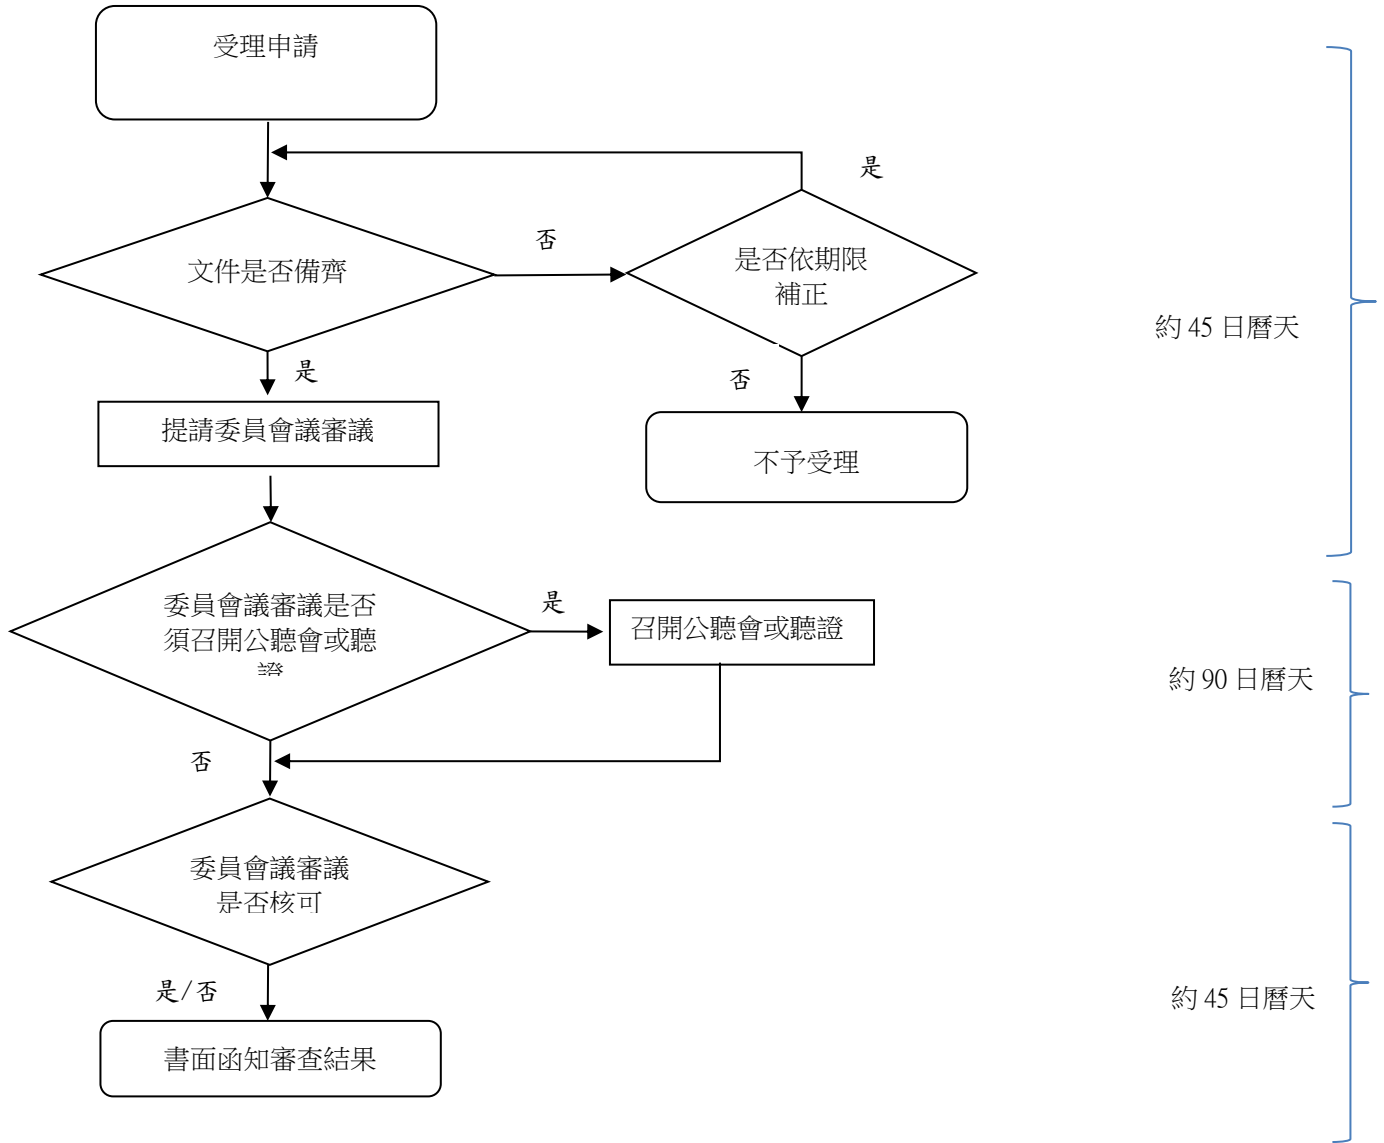 受理申請
是
否
文件是否備齊
是否依期限
補正
約 45 日曆天
是
否
提請委員會議審議
不予受理
委員會議審議是否
須召開公聽會或聽
證
是
召開公聽會或聽證
約 90 日曆天
否
委員會議審議
是否核可
是/否
約 45 日曆天
書面函知審查結果